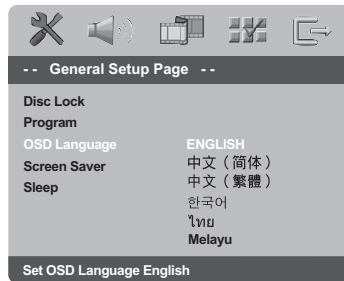 -- General Setup Page --
Disc Lock
Program
OSD Language ENGLISH
Screen Saver 中文（简体）
中文（繁體）
Sleep
한국어
ไทย
Melayu
Set OSD Language English